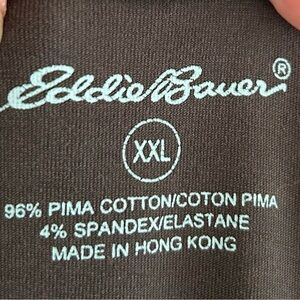 Eddie Bauer®
XXL
96% PIMA COTTON/COTON PIMA
4% SPANDEX/ELASTANE
MADE IN HONG KONG